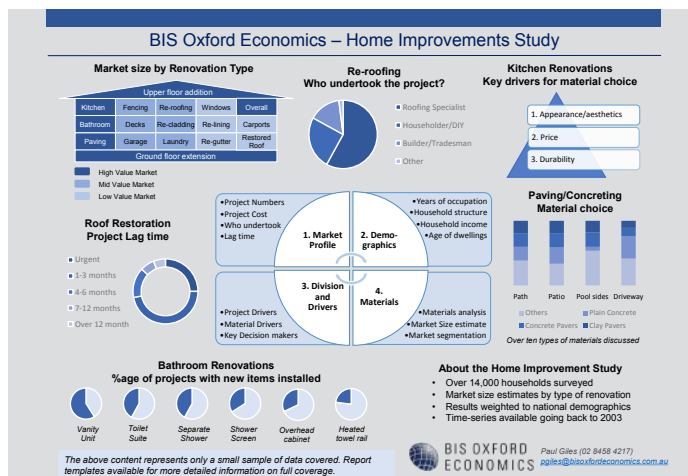 BIS Oxford Economics – Home Improvements Study
Market size by Renovation Type
Upper floor addition
Kitchen Fencing Re-roofing Windows Overall
Bathroom Decks Re-cladding Re-lining Carports
Paving Garage Laundry Re-gutter Restored Roof
Ground floor extension
High Value Market
Mid Value Market
Low Value Market
Re-roofing
Who undertook the project?
Roofing Specialist
Householder/DIY
Builder/Tradesman
Other
Kitchen Renovations
Key drivers for material choice
1. Appearance/aesthetics
2. Price
3. Durability
Roof Restoration
Project Lag time
Urgent
1-3 months
4-6 months
7-12 months
Over 12 month
•Project Numbers
•Project Cost
•Who undertook
•Lag time
1. Market
Profile
2. Demo-
graphics
•Years of occupation
•Household structure
•Household income
•Age of dwellings
3. Division
and
Drivers
4.
Materials
•Project Drivers
•Material Drivers
•Key Decision makers
•Materials analysis
•Market Size estimate
•Market segmentation
Paving/Concreting
Material choice
Path Patio Pool sides Driveway
Others Plain Concrete
Concrete Pavers Clay Pavers
Over ten types of materials discussed
Bathroom Renovations
%age of projects with new items installed
Vanity
Unit
Toilet
Suite
Separate
Shower
Shower
Screen
Overhead
cabinet
Heated
towel rail
The above content represents only a small sample of data covered. Report
templates available for more detailed information on full coverage.
About the Home Improvement Study
• Over 14,000 households surveyed
• Market size estimates by type of renovation
• Results weighted to national demographics
• Time-series available going back to 2003
BIS OXFORD
ECONOMICS
Paul Giles (02 8458 4217)
pgiles@bisoxfordeconomics.com.au